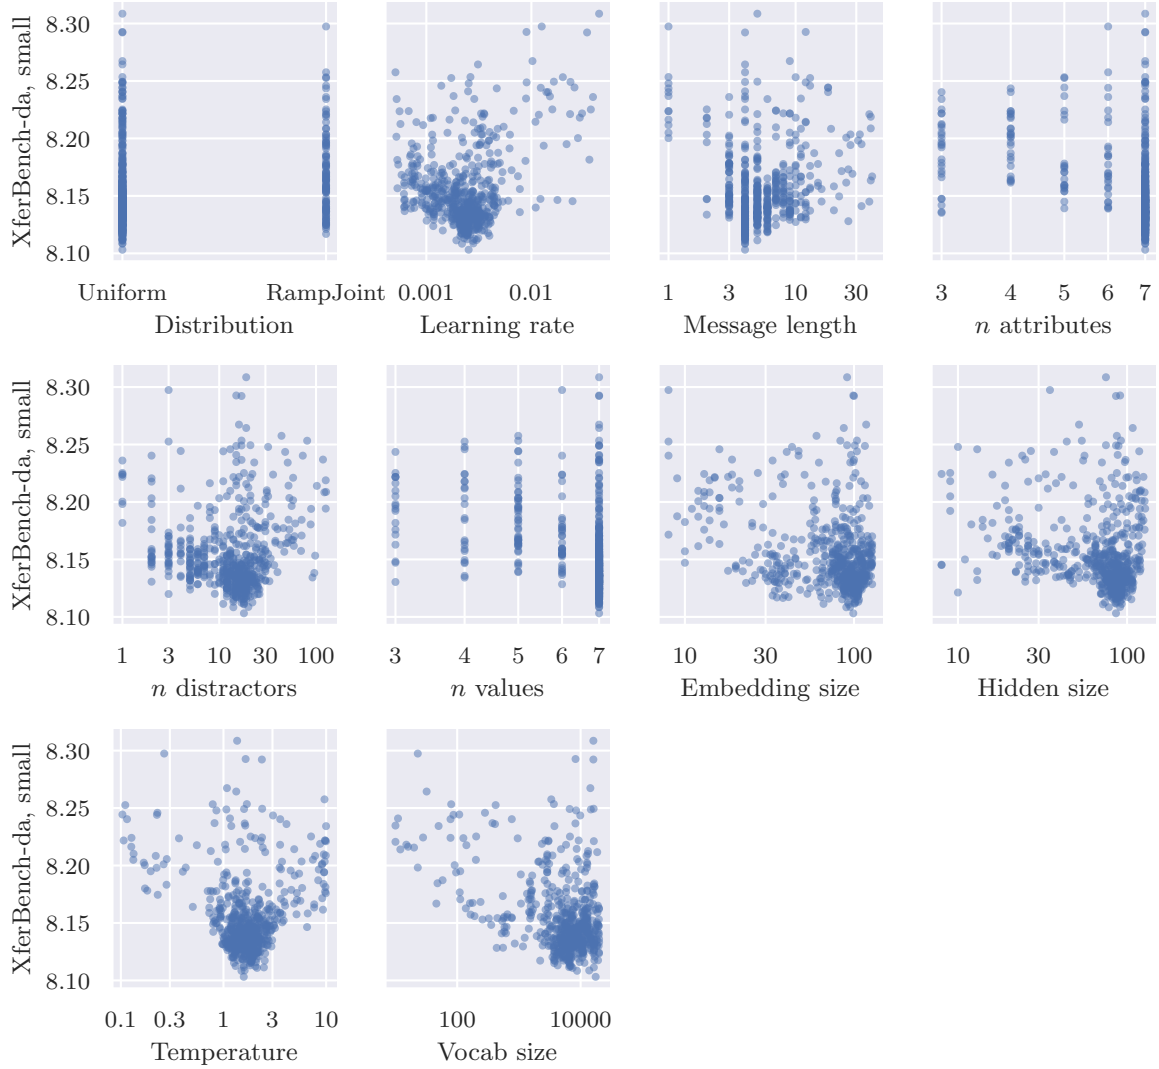 XferBench-da, small
8.30
8.25
8.20
8.15
8.10
Uniform RampJoint
Distribution
0.001 0.01
Learning rate
1 3 10 30
Message length
3 4 5 6 7
n attributes
XferBench-da, small
8.30
8.25
8.20
8.15
8.10
1 3 10 30 100
n distractors
3 4 5 6 7
n values
10 30 100
Embedding size
10 30 100
Hidden size
XferBench-da, small
8.30
8.25
8.20
8.15
8.10
0.1 0.3 1 3 10
Temperature
100 10000
Vocab size